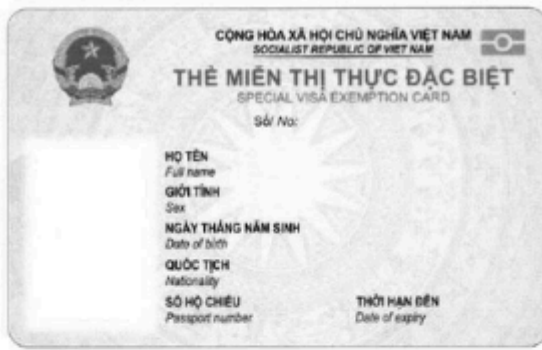 CỘNG HÒA XÃ HỘI CHỦ NGHĨA VIỆT NAM
SOCIALIST REPUBLIC OF VIET NAM
THẺ MIỄN THỊ THỰC ĐẶC BIỆT
SPECIAL VISA EXEMPTION CARD
Số/ No:
HỌ TÊN
Full name
GIỚI TÍNH
Sex
NGÀY THÁNG NĂM SINH
Date of birth
QUỐC TỊCH
Nationality
SỐ HỘ CHIẾU THỜI HẠN ĐẾN
Passport number Date of expiry